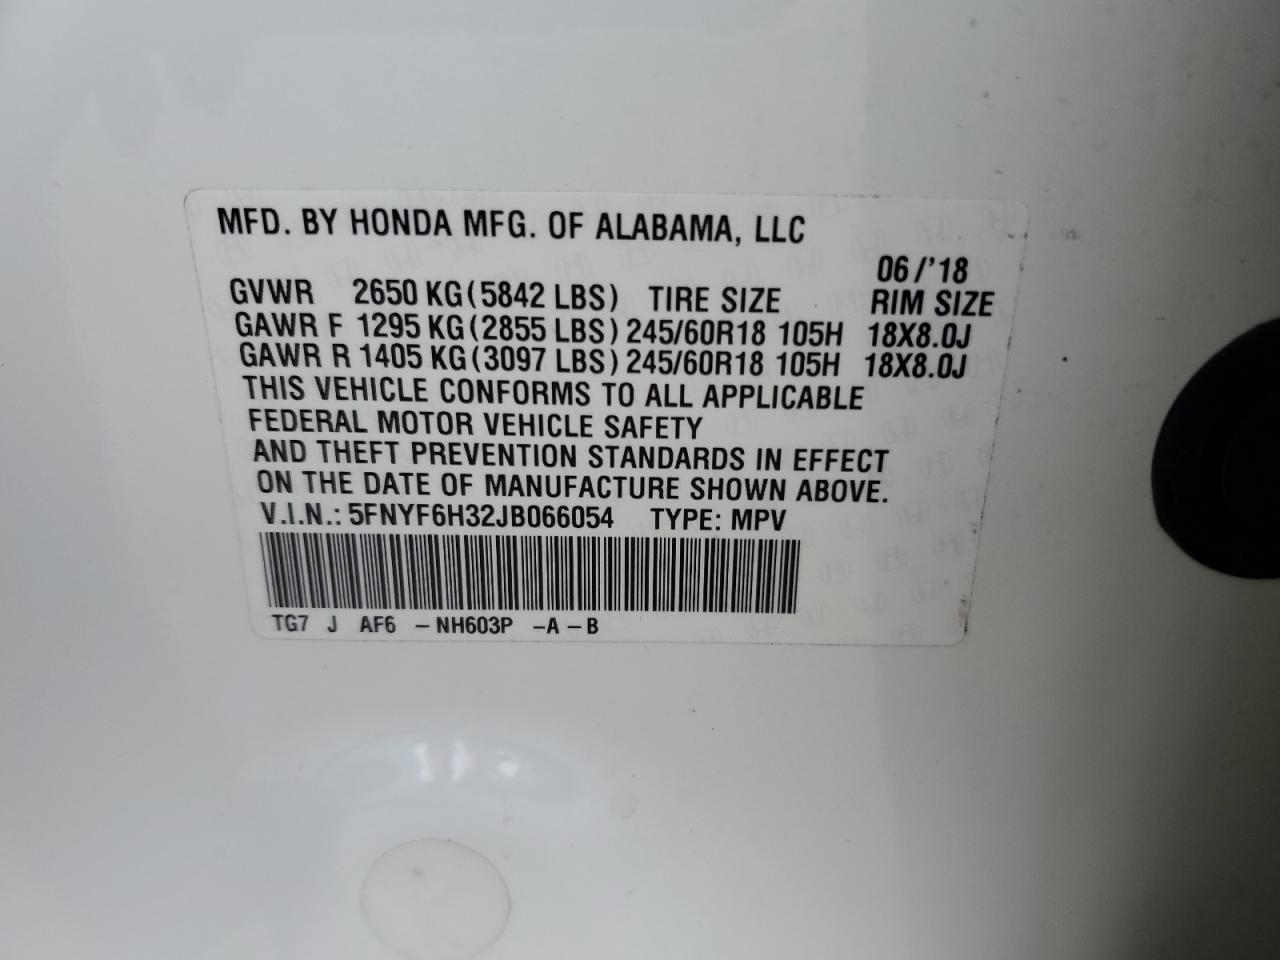 MFD. BY HONDA MFG. OF ALABAMA, LLC
06/'18
GVWR 2650 KG (5842 LBS) TIRE SIZE RIM SIZE
GAWR F 1295 KG (2855 LBS) 245/60R18 105H 18X8.0J
GAWR R 1405 KG (3097 LBS) 245/60R18 105H 18X8.0J
THIS VEHICLE CONFORMS TO ALL APPLICABLE
FEDERAL MOTOR VEHICLE SAFETY
AND THEFT PREVENTION STANDARDS IN EFFECT
ON THE DATE OF MANUFACTURE SHOWN ABOVE.
V.I.N.: 5FNYF6H32JB066054 TYPE: MPV
TG7 J AF6 -NH603P -A-B